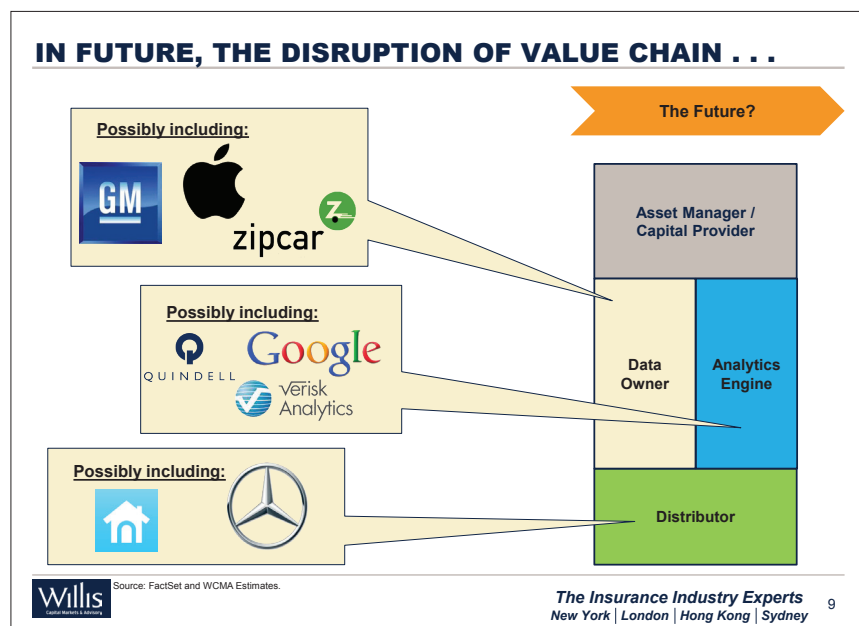 IN FUTURE, THE DISRUPTION OF VALUE CHAIN . . .
The Future?
Possibly including:
GM
zipcar
Z
Asset Manager /
Capital Provider
Possibly including:
QUINDELL
Google
Verisk
Analytics
Data
Owner
Analytics
Engine
Possibly including:
Distributor
Willis
Capital Markets & Advisory
Source: FactSet and WCMA Estimates.
The Insurance Industry Experts
New York | London | Hong Kong | Sydney
9